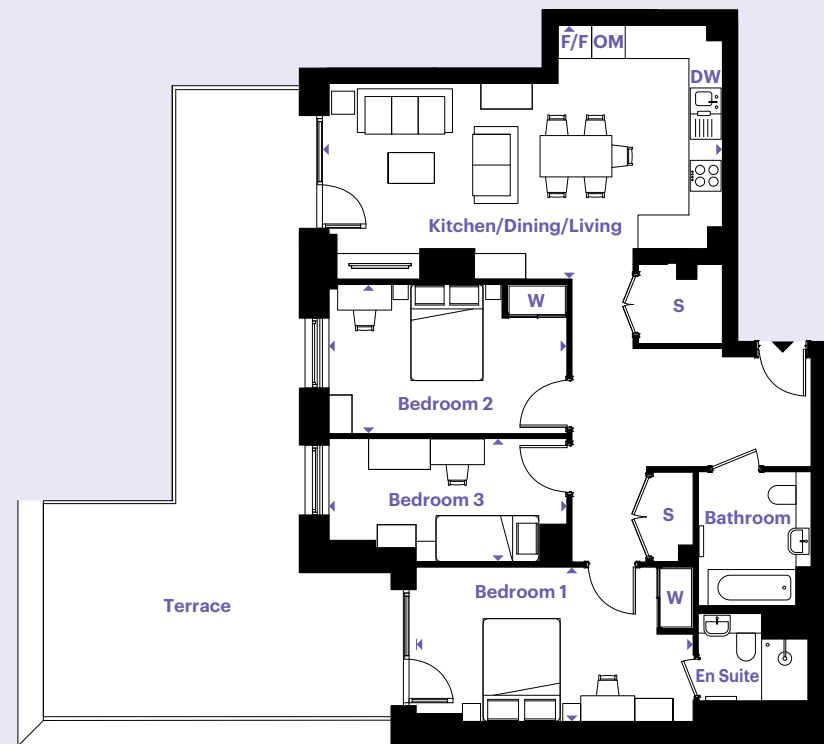 F/F OM
DW
Kitchen/Dining/Living
S
W
Bedroom 2
Bedroom 3
S
Bathroom
Bedroom 1
W
Terrace
En Suite